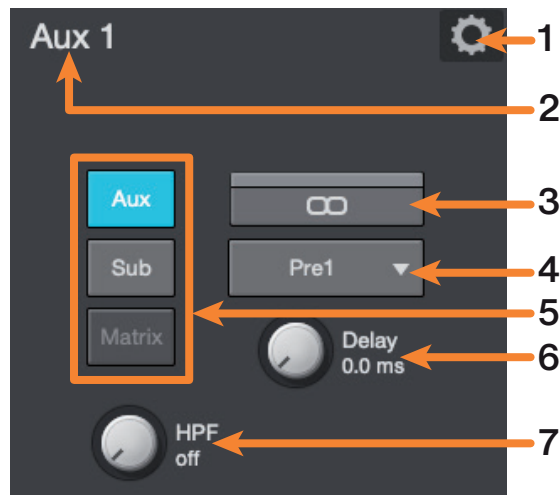 Aux 1
1
2
Aux
3
Sub
Pre1
4
5
Matrix
Delay
0.0 ms
6
HPF
off
7